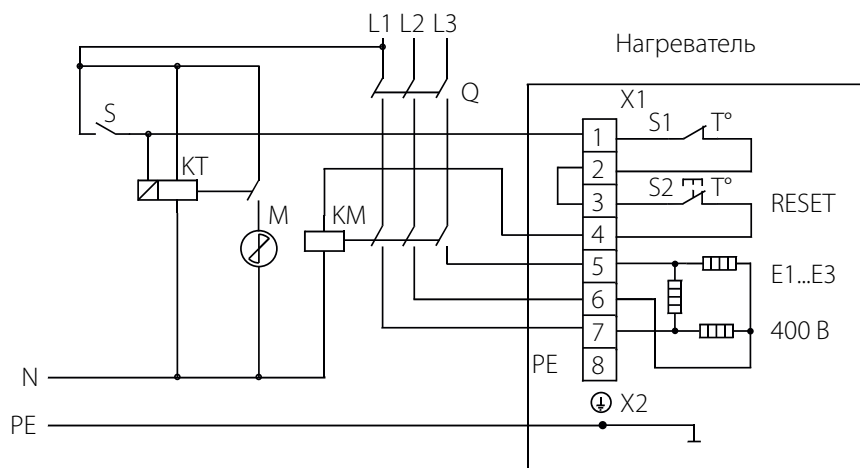 L1 L2 L3
Нагреватель
Q
X1
S
1
S1
T°
KT
2
3
S2
T°
RESET
M
KM
4
5
E1...E3
6
7
400 В
PE
8
N
X2
PE